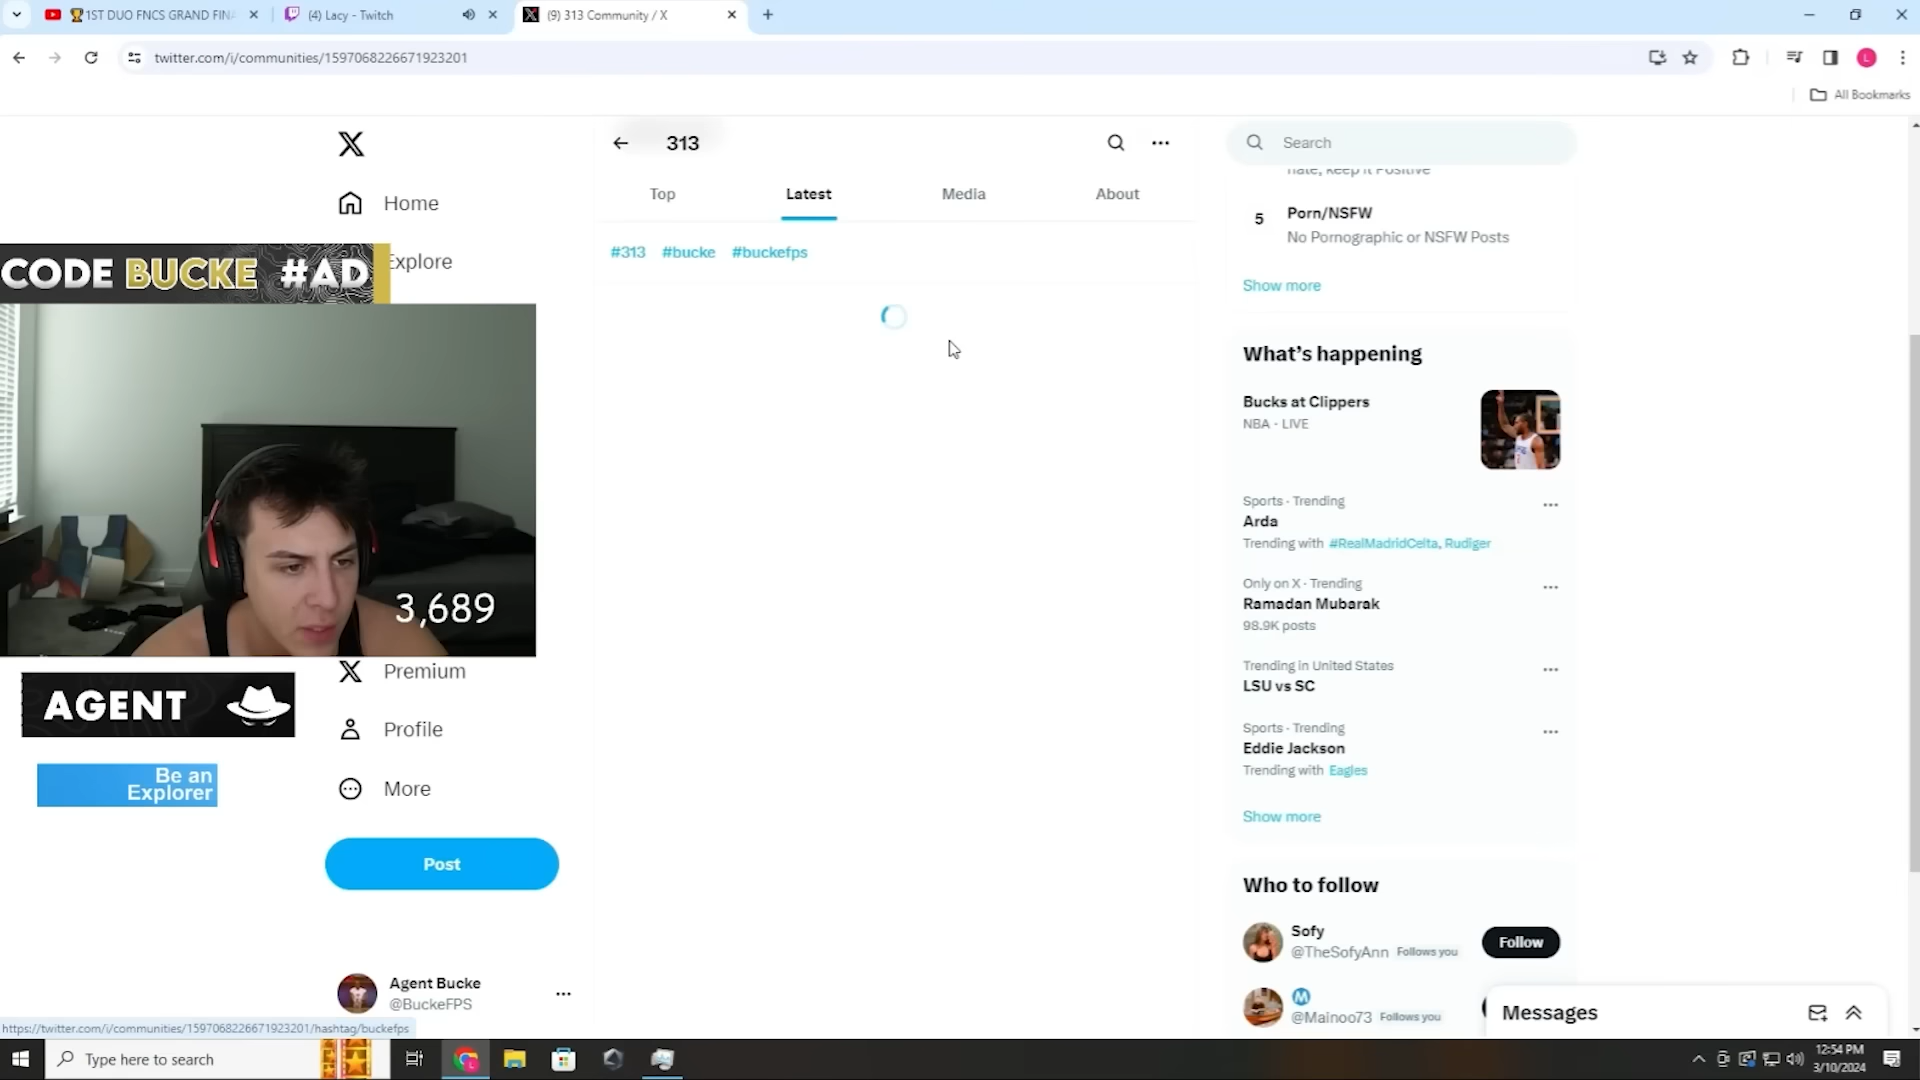 1ST DUO FNCS GRAND FIN
(4) Lacy - Twitch
(9) 313 Community / X
twitter.com/i/communities/1597068226671923201
All Bookmarks
313
Search
Top
Latest
Media
About
#313 #bucke #buckefps
Home
Explore
CODE BUCKE #AD
3,689
Premium
AGENT
Profile
Be an
Explorer
More
Post
Agent Bucke
@BuckeFPS
hate, keep it Positive
5
Porn/NSFW
No Pornographic or NSFW Posts
Show more
What's happening
Bucks at Clippers
NBA · LIVE
Sports · Trending
Arda
Trending with #RealMadridCelta, Rudiger
Only on X · Trending
Ramadan Mubarak
98.9K posts
Trending in United States
LSU vs SC
Sports · Trending
Eddie Jackson
Trending with Eagles
Show more
Who to follow
Sofy
@TheSofyAnn Follows you
Follow
@Mainoo73 Follows you
Messages
https://twitter.com/i/communities/1597068226671923201/hashtag/buckefps
Type here to search
12:54 PM
3/10/2024